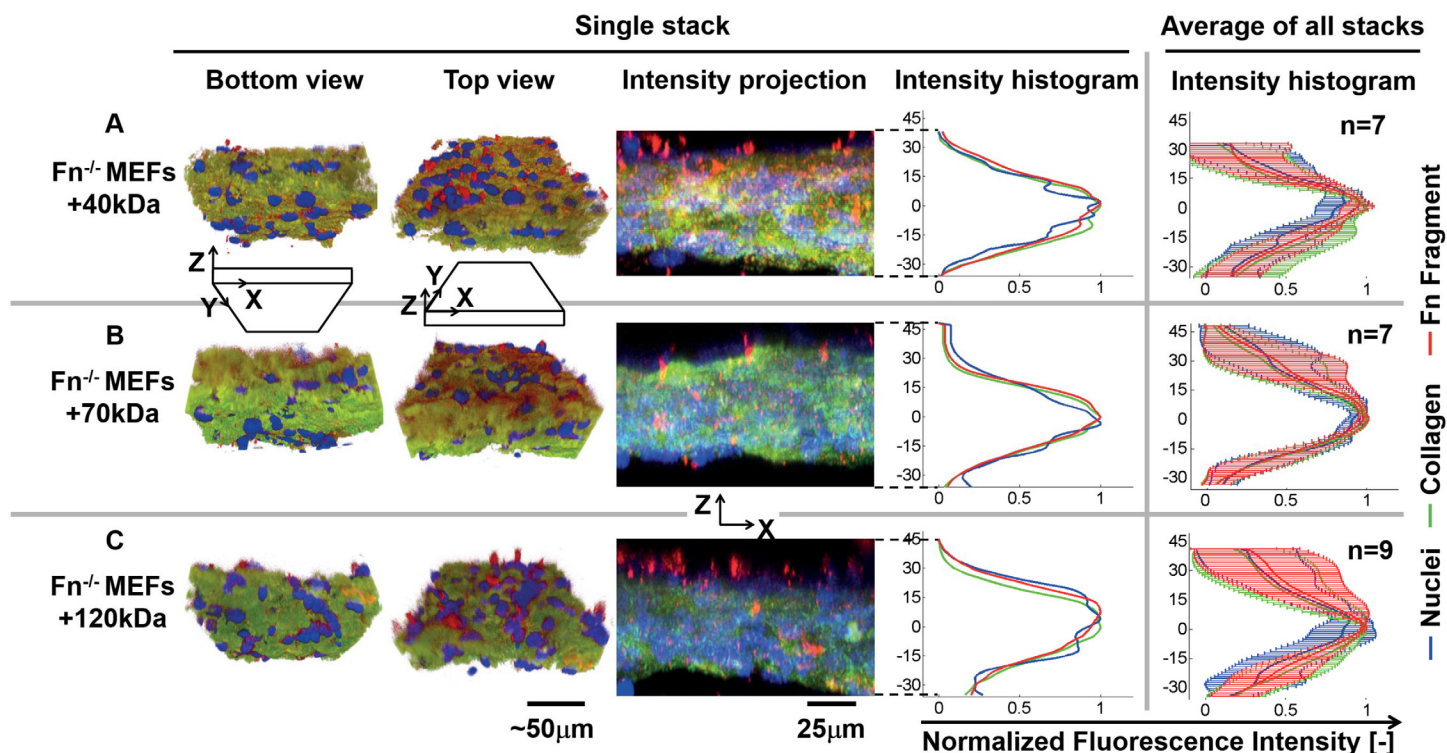 Single stack
Average of all stacks
Bottom view
Top view
Intensity projection
Intensity histogram
Intensity histogram
A
Fn-/- MEFs
+40kDa
45
30
15
0
-15
-30
0
0.5
1
n=7
45
30
15
0
-15
-30
0
0.5
1
Z
Y
X
Y
Z
X
B
Fn-/- MEFs
+70kDa
45
30
15
0
-15
-30
0
0.5
1
n=7
45
30
15
0
-15
-30
0
0.5
1
Z
X
C
Fn-/- MEFs
+120kDa
45
30
15
0
-15
-30
0
0.5
1
n=9
45
30
15
0
-15
-30
0
0.5
1
~50μm
25μm
Normalized Fluorescence Intensity [-]
Nuclei
Collagen
Fn Fragment